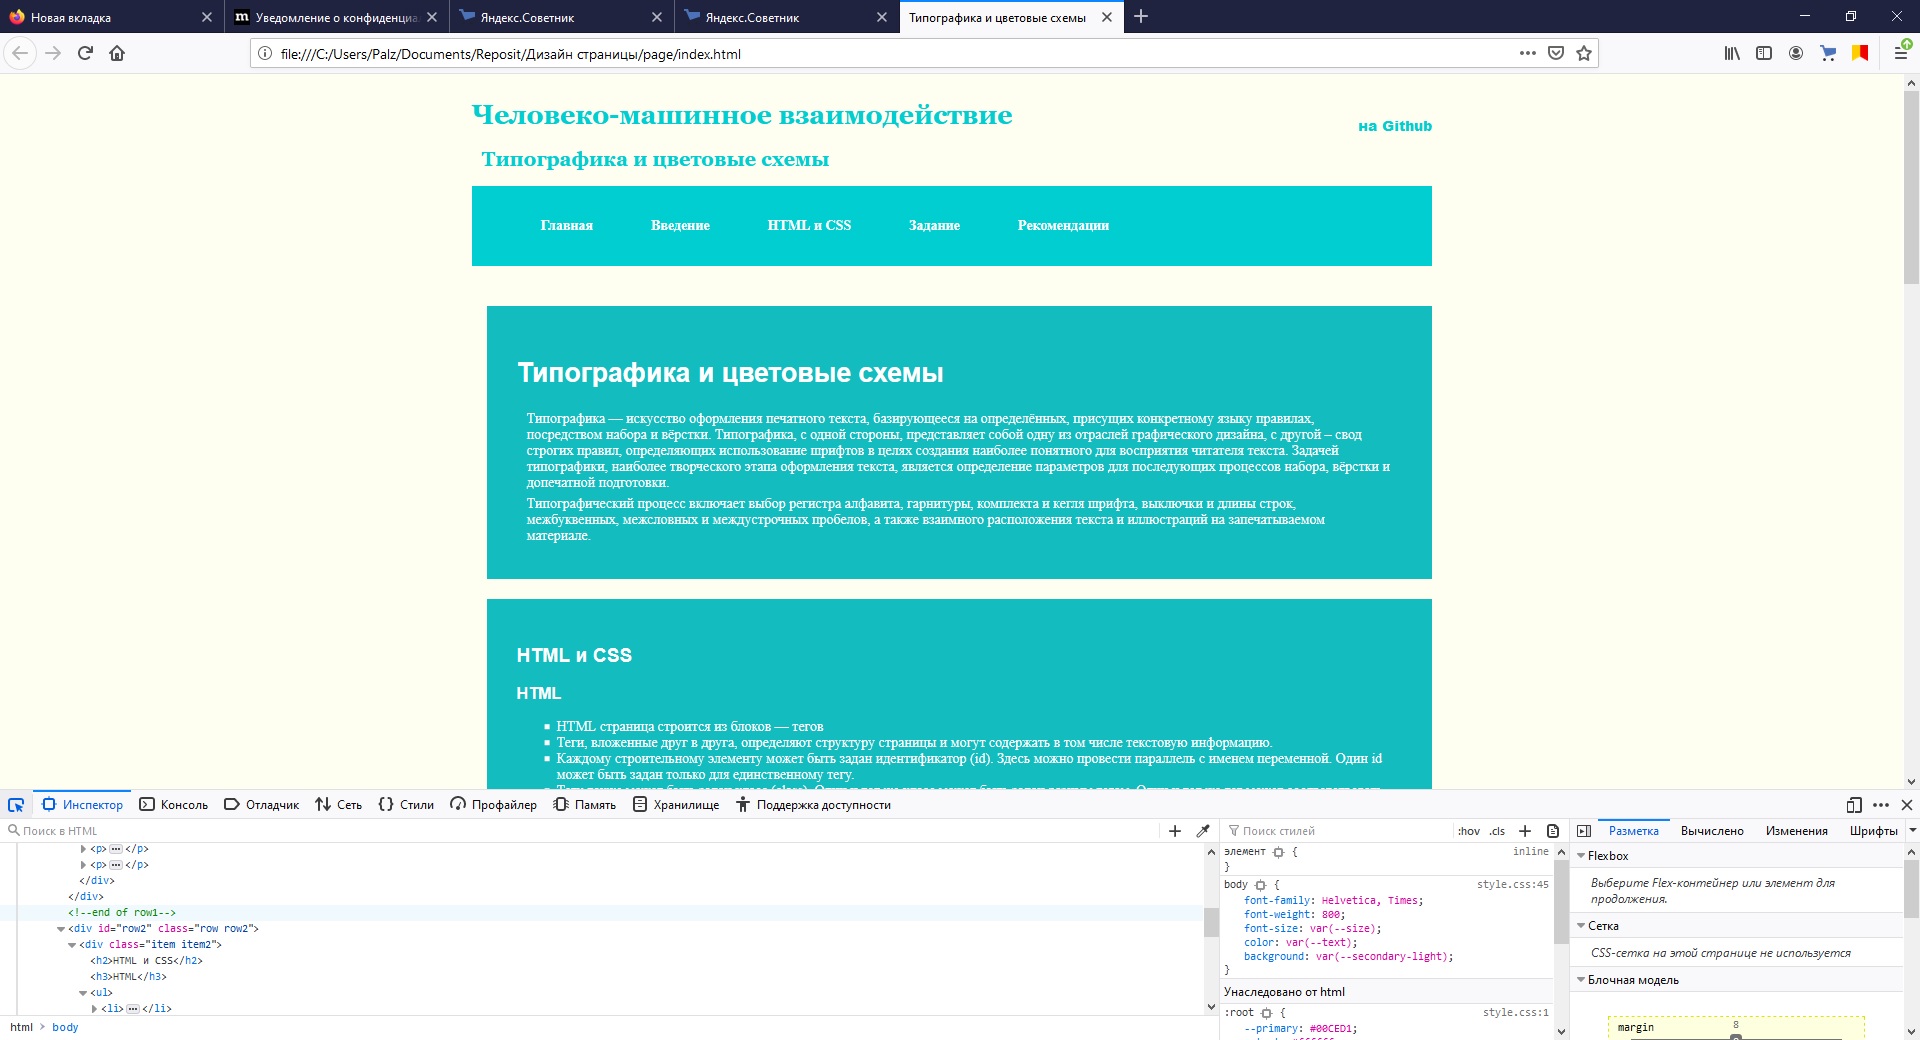 Новая вкладка
Уведомление о конфиденциа
Яндекс.Советник
Яндекс.Советник
Типографика и цветовые схемы
file:///C:/Users/Palz/Documents/Reposit/Дизайн страницы/page/index.html
Человеко-машинное взаимодействие
на Github
Типографика и цветовые схемы
Главная Введение HTML и CSS Задание Рекомендации
Типографика и цветовые схемы
Типографика — искусство оформления печатного текста, базирующееся на определённых, присущих конкретному языку правилах,
посредством набора и вёрстки. Типографика, с одной стороны, представляет собой одну из отраслей графического дизайна, с другой – свод
строгих правил, определяющих использование шрифтов в целях создания наиболее понятного для восприятия читателя текста. Задачей
типографики, наиболее творческого этапа оформления текста, является определение параметров для последующих процессов набора, вёрстки и
допечатной подготовки.
Типографический процесс включает выбор регистра алфавита, гарнитуры, комплекта и кегля шрифта, выключки и длины строк,
межбуквенных, межсловных и междустрочных пробелов, а также взаимного расположения текста и иллюстраций на запечатываемом
материале.
HTML и CSS
HTML
HTML страница строится из блоков — тегов
Теги, вложенные друг в друга, определяют структуру страницы и могут содержать в том числе текстовую информацию.
Каждому строительному элементу может быть задан идентификатор (id). Здесь можно провести параллель с именем переменной. Один id
может быть задан только для единственному тегу.
Инспектор Консоль Отладчик Сеть Стили Профайлер Память Хранилище Поддержка доступности
Поиск в HTML
<p>···</p>
<p>···</p>
</div>
</div>
<!--end of row1-->
<div id="row2" class="row row2">
<div class="item item2">
<h2>HTML и CSS</h2>
<h3>HTML</h3>
<ul>
<li>···</li>
html > body
Поиск стилей :hov .cls +
элемент { inline
}
body { style.css:45
font-family: Helvetica, Times;
font-weight: 800;
font-size: var(--size);
color: var(--text);
background: var(--secondary-light);
}
Унаследовано от html
:root { style.css:1
--primary: #00CED1;
Разметка Вычислено Изменения Шрифты
Flexbox
Выберите Flex-контейнер или элемент для
продолжения.
Сетка
CSS-сетка на этой странице не используется
Блочная модель
margin 8